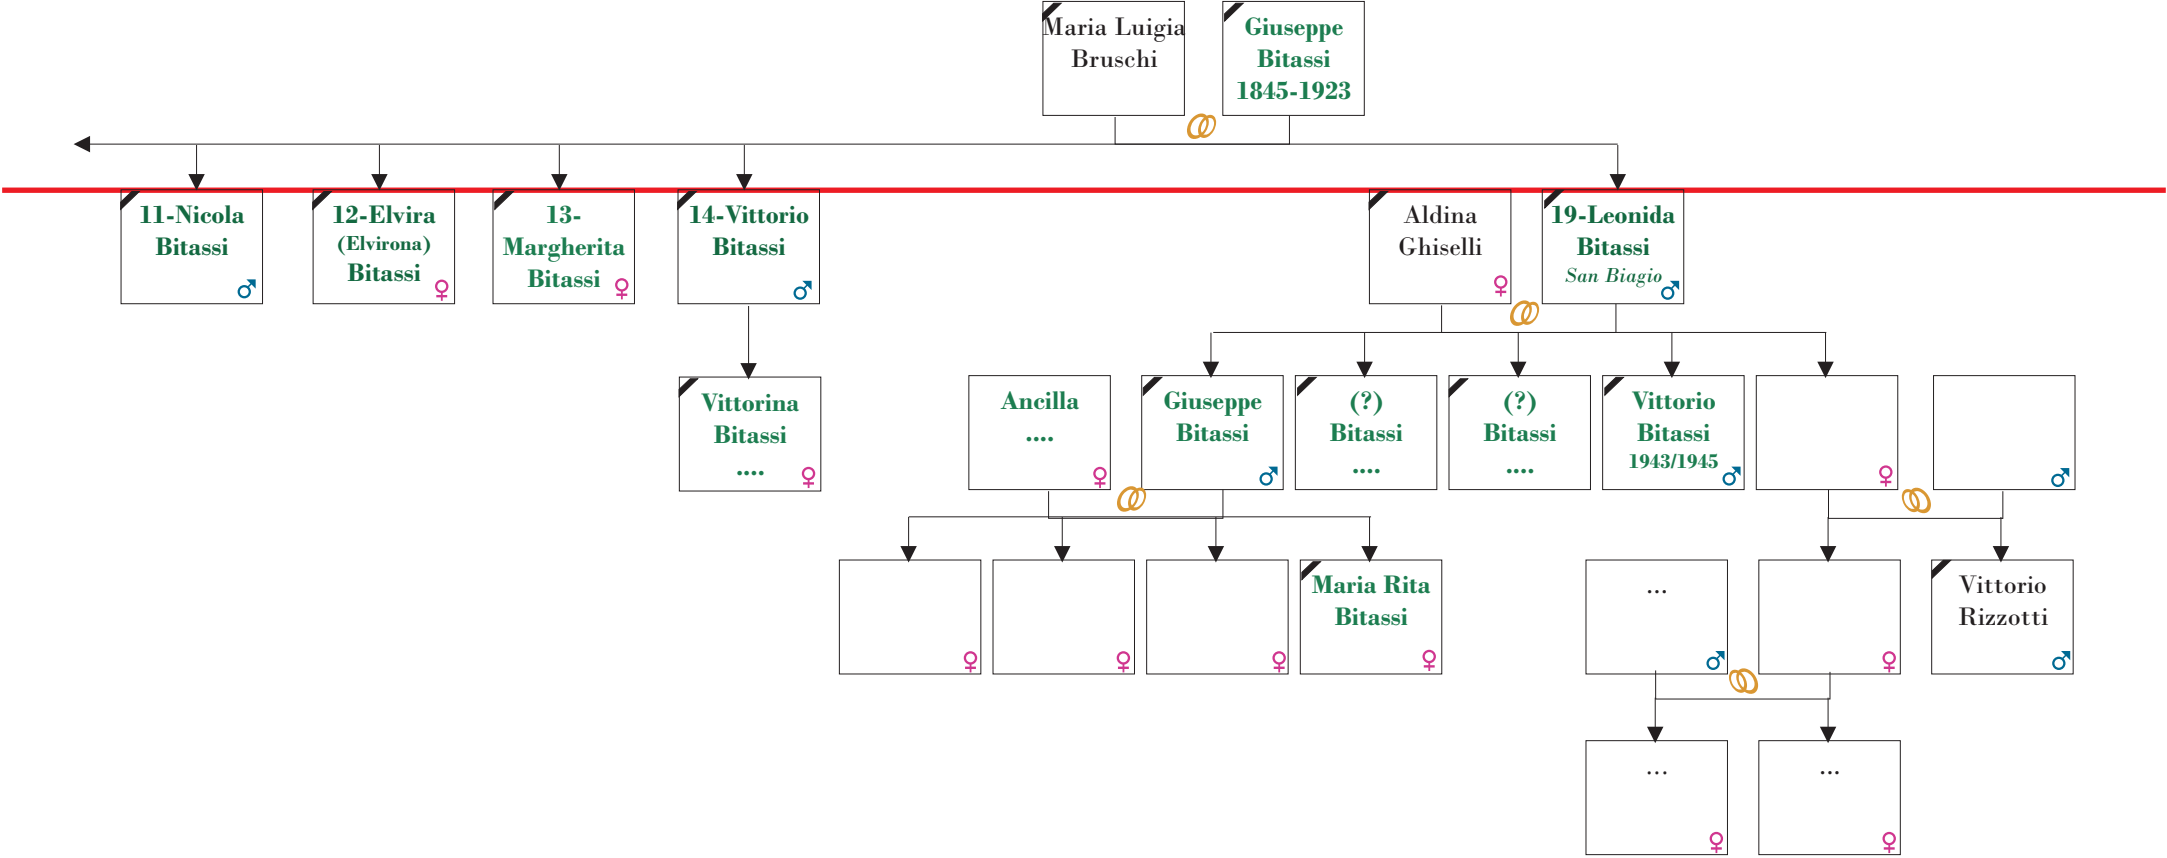 Maria Luigia
Bruschi
Giuseppe
Bitassi
1845-1923
11-Nicola
Bitassi
12-Elvira
(Elvirona)
Bitassi
13-
Margherita
Bitassi
14-Vittorio
Bitassi
Aldina
Ghiselli
19-Leonida
Bitassi
San Biagio
Vittorina
Bitassi
....
Ancilla
....
Giuseppe
Bitassi
(?)
Bitassi
....
(?)
Bitassi
....
Vittorio
Bitassi
1943/1945
Maria Rita
Bitassi
...
Vittorio
Rizzotti
...
...